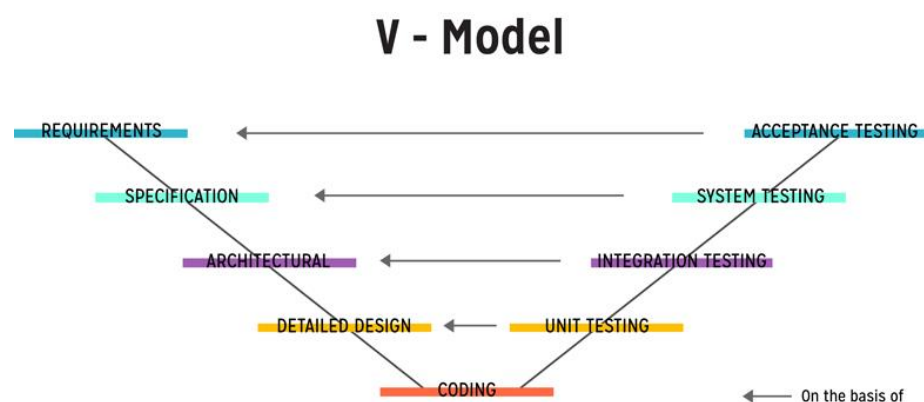 V - Model
REQUIREMENTS
ACCEPTANCE TESTING
SPECIFICATION
SYSTEM TESTING
ARCHITECTURAL
INTEGRATION TESTING
DETAILED DESIGN
UNIT TESTING
CODING
On the basis of